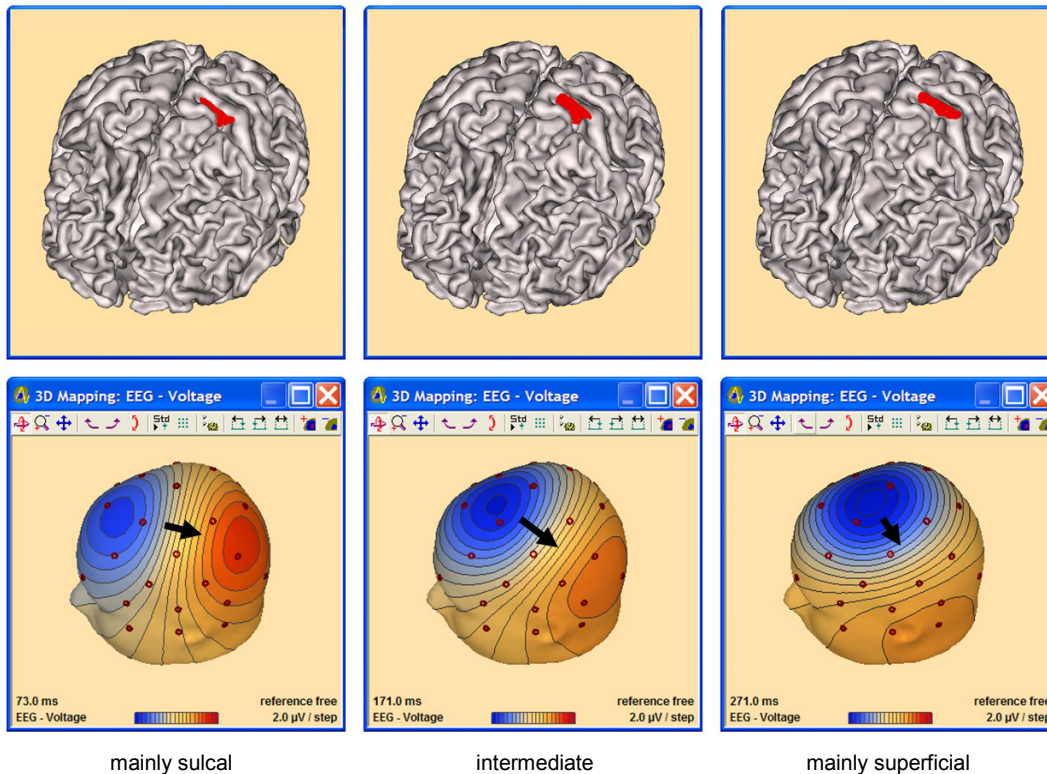 3D Mapping: EEG - Voltage
Std
73.0 ms
reference free
EEG - Voltage
2.0 µV / step
3D Mapping: EEG - Voltage
Std
171.0 ms
reference free
EEG - Voltage
2.0 µV / step
3D Mapping: EEG - Voltage
Std
271.0 ms
reference free
EEG - Voltage
2.0 µV / step
mainly sulcal
intermediate
mainly superficial